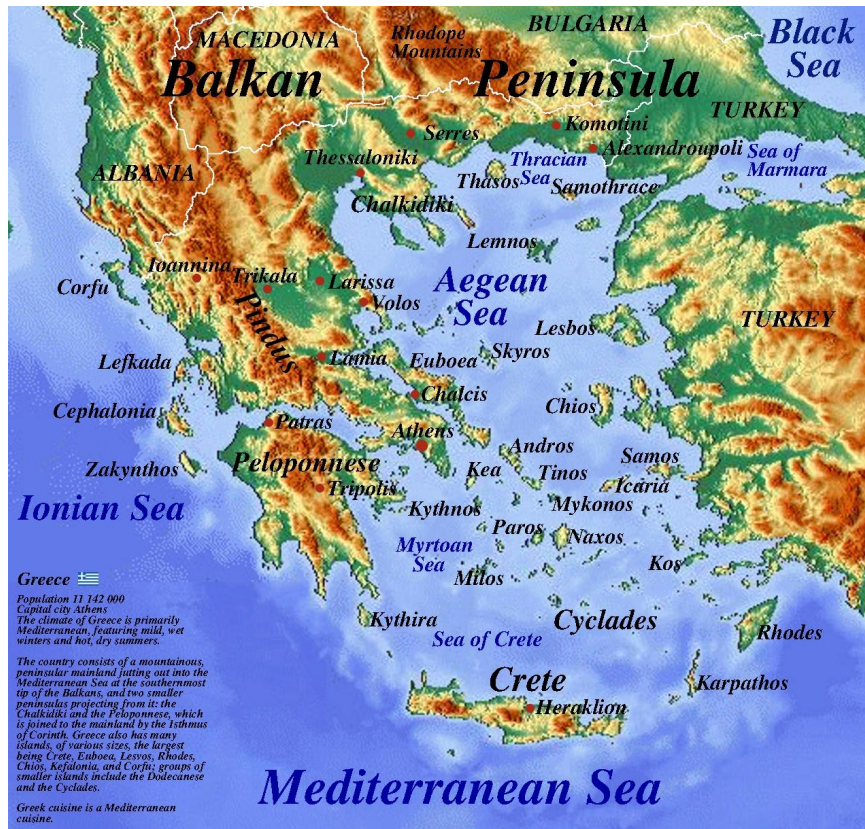 BULGARIA
Black
Sea
MACEDONIA
Rhodope
Mountains
Balkan Peninsula
TURKEY
Serres
Komotini
Alexandroupoli
Sea of
Marmara
Thessaloniki
Thracian
Sea
ALBANIA
Thasos
Samothrace
Chalkidiki
Lemnos
Ioannina
Trikala
Larissa
Corfu
Volos
Aegean
Sea
Pindus
Lesbos
TURKEY
Skyros
Lamia
Euboea
Lefkada
Chalcis
Cephalonia
Chios
Patras
Athens
Andros
Samos
Zakynthos
Peloponnese
Kea
Tinos
Icaria
Tripolis
Mykonos
Ionian Sea
Kythnos
Paros
Naxos
Myrtoan
Sea
Milos
Kos
Kythira
Cyclades
Sea of Crete
Rhodes
Crete
Karpathos
Heraklion
Mediterranean Sea
Greece
Population 11 142 000
Capital city Athens
The climate of Greece is primarily
Mediterranean, featuring mild, wet
winters and hot, dry summers.
The country consists of a mountainous,
peninsular mainland jutting out into the
Mediterranean Sea at the southernmost
tip of the Balkans, and two smaller
peninsulas projecting from it: the
Chalkidiki and the Peloponnese, which
is joined to the mainland by the Isthmus
of Corinth. Greece also has many
islands, of various sizes, the largest
being Crete, Euboea, Lesvos, Rhodes,
Chios, Kefalonia, and Corfu; groups of
smaller islands include the Dodecanese
and the Cyclades.
Greek cuisine is a Mediterranean
cuisine.